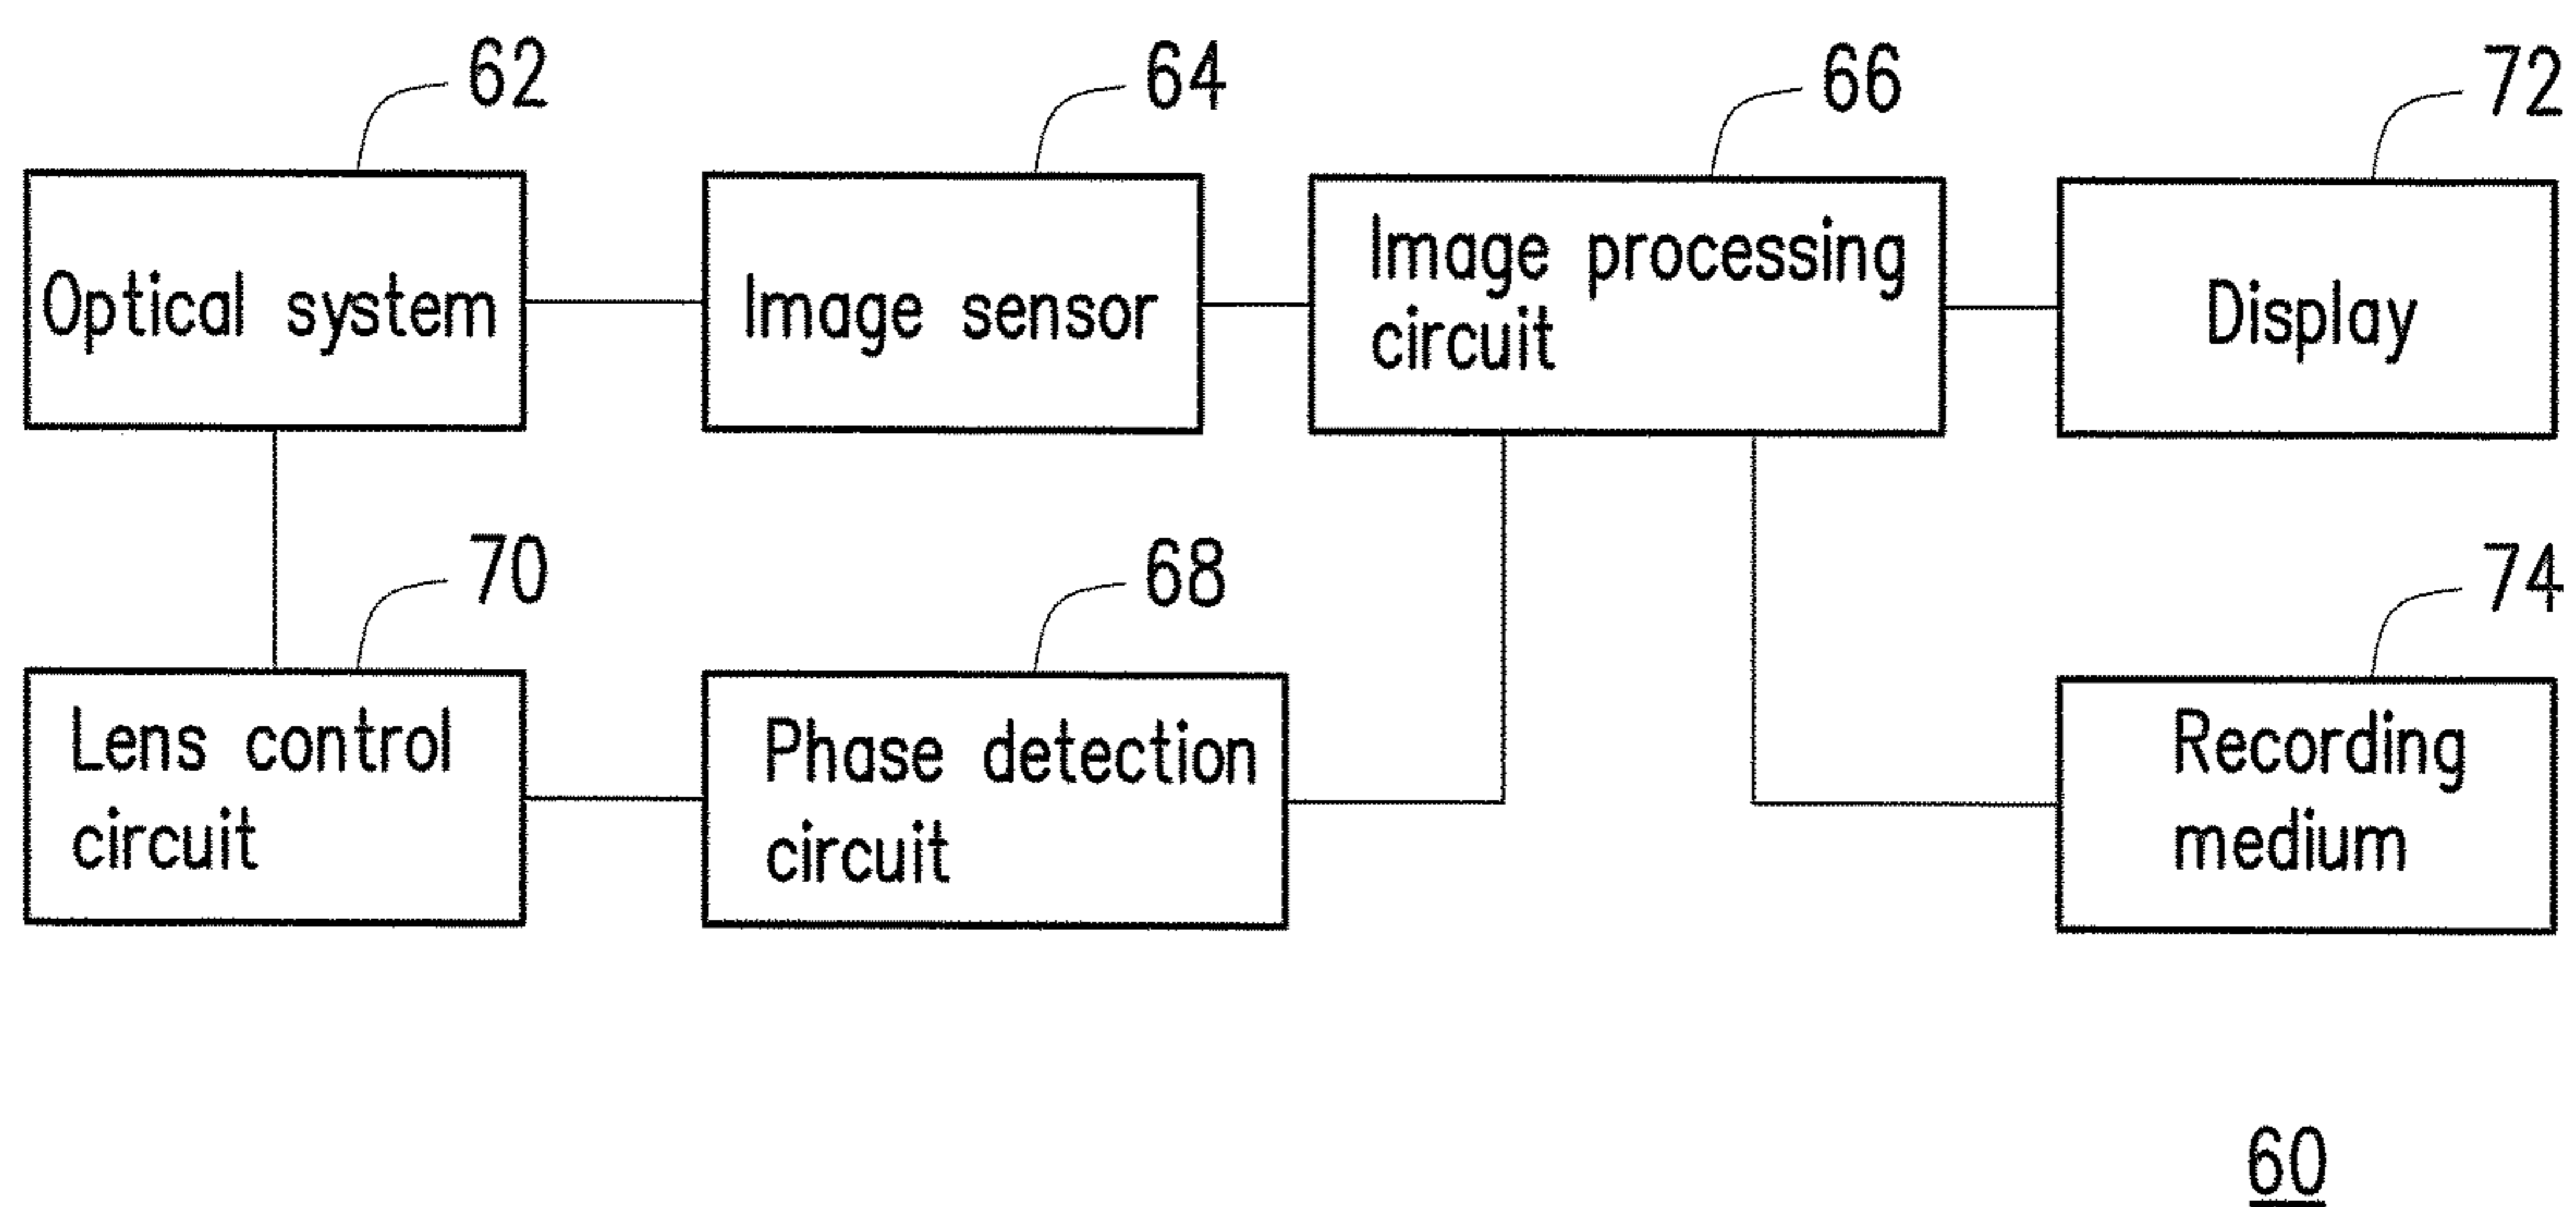 62
64
66
72
Optical system
Image sensor
Image processing
circuit
Display
70
68
74
Lens control
circuit
Phase detection
circuit
Recording
medium
60